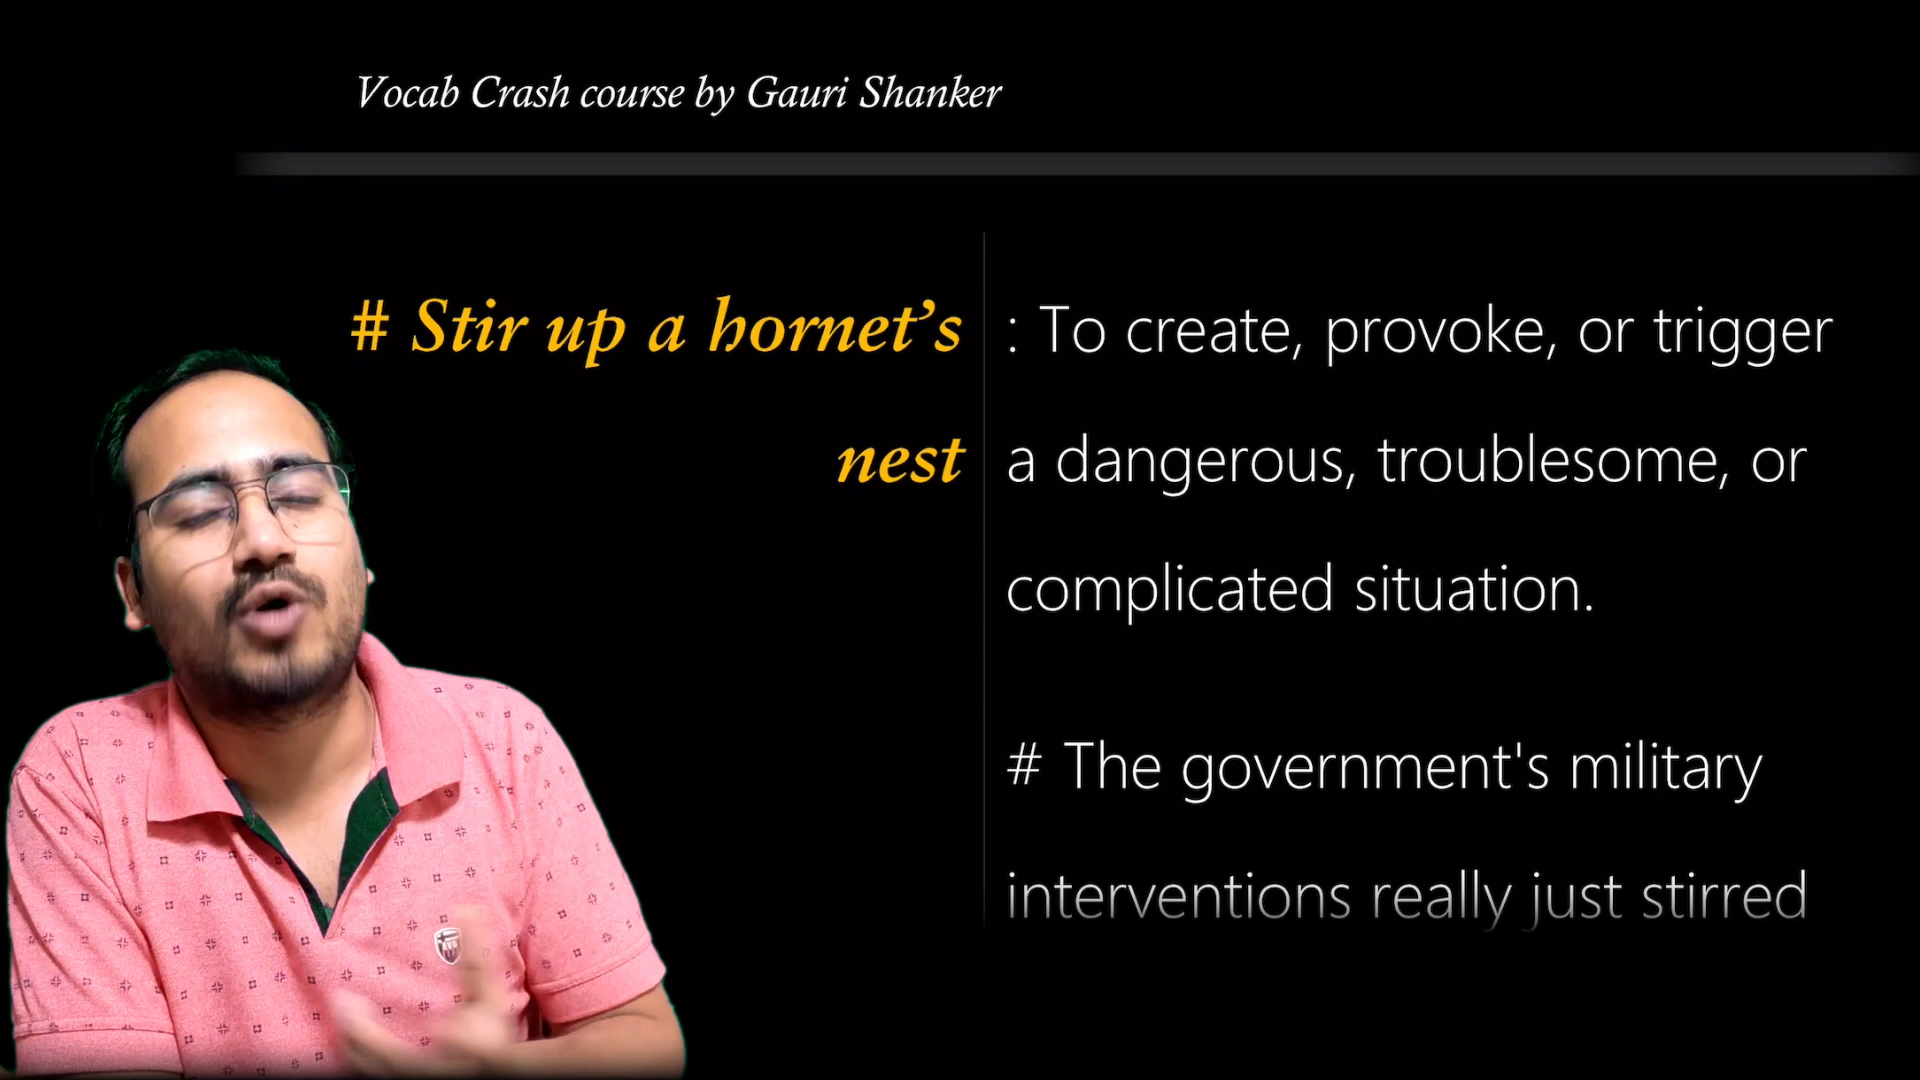 Vocab Crash course by Gauri Shanker
# Stir up a hornet’s
nest
: To create, provoke, or trigger
a dangerous, troublesome, or
complicated situation.
# The government's military
interventions really just stirred